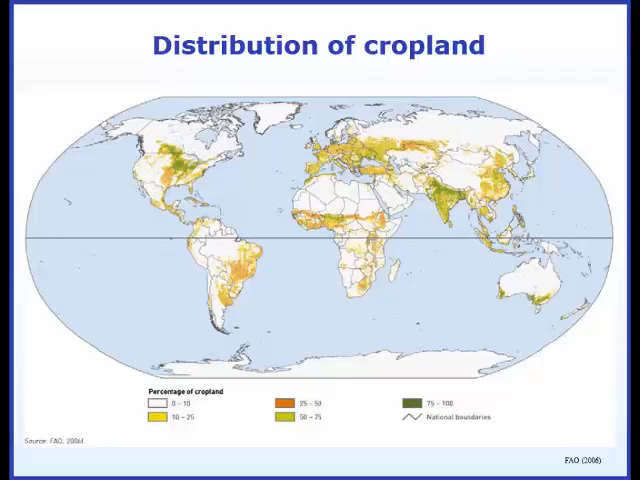 Distribution of cropland
Percentage of cropland
0 – 10
25 – 50
75 – 100
10 – 25
50 – 75
National boundaries
Source: FAO, 2006f.
FAO (2006)